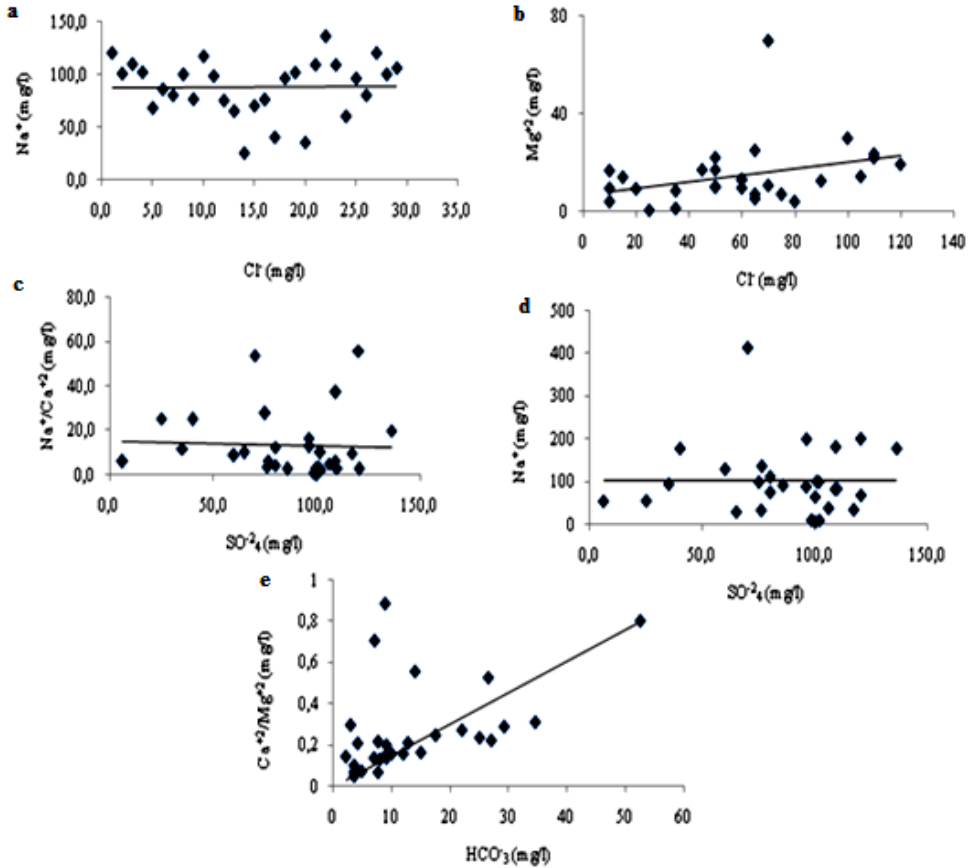 a
150,0
100,0
50,0
0,0
Na⁺ (mg/l)
0,0 5,0 10,0 15,0 20,0 25,0 30,0 35,0
Cl⁻ (mg/l)
b
80
40
0
Mg⁺² (mg/l)
0 20 40 60 80 100 120 140
Cl⁻ (mg/l)
c
80,0
60,0
40,0
20,0
0,0
Na⁺/Ca⁺² (mg/l)
0,0 50,0 100,0 150,0
SO⁻²₄ (mg/l)
d
500
400
300
200
100
0
Na⁺ (mg/l)
0,0 50,0 100,0 150,0
SO⁻²₄ (mg/l)
e
1
0,8
0,6
0,4
0,2
0
Ca⁺²/Mg⁺² (mg/l)
0 10 20 30 40 50 60
HCO⁻₃ (mg/l)